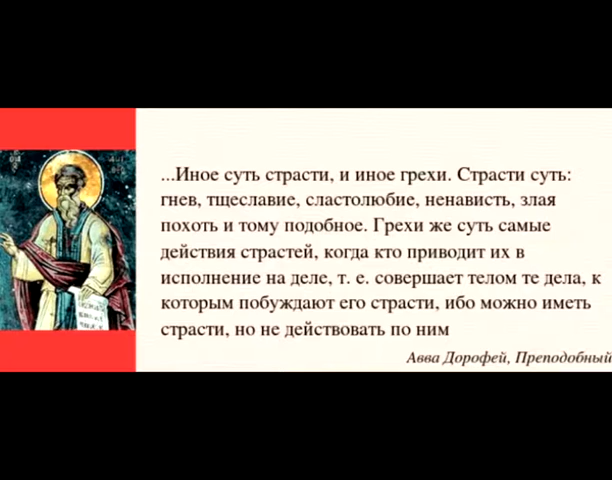 ...Иное суть страсти, и иное грехи. Страсти суть:
гнев, тщеславие, сластолюбие, ненависть, злая
похоть и тому подобное. Грехи же суть самые
действия страстей, когда кто приводит их в
исполнение на деле, т. е. совершает телом те дела, к
которым побуждают его страсти, ибо можно иметь
страсти, но не действовать по ним
Авва Дорофей, Преподобный